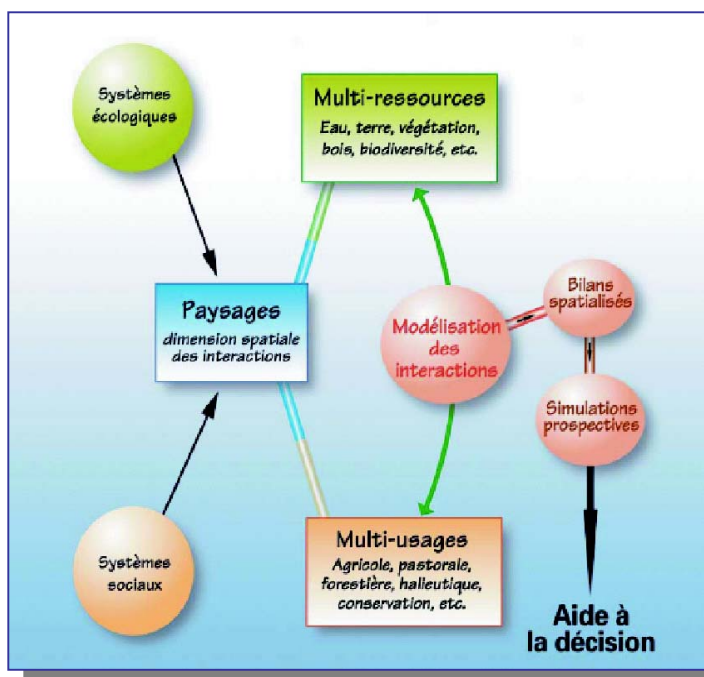 Systèmes
écologiques
Multi-ressources
Eau, terre, végétation,
bois, biodiversité, etc.
Paysages
dimension spatiale
des interactions
Modélisation
des
interactions
Bilans
spatialisés
Simulations
prospectives
Systèmes
sociaux
Multi-usages
Agricole, pastorale,
forestière, halieutique,
conservation, etc.
Aide à
la décision